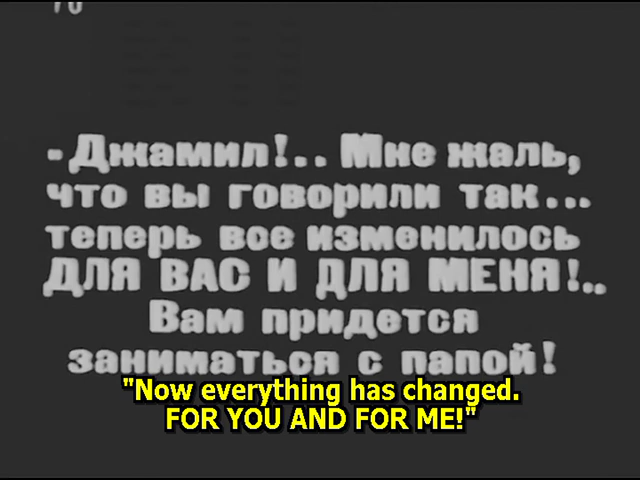 - Джамил!.. Мне жаль,
что вы говорили так...
теперь все изменилось
ДЛЯ ВАС И ДЛЯ МЕНЯ!..
Вам придется
заниматься с папой!
"Now everything has changed.
FOR YOU AND FOR ME!"